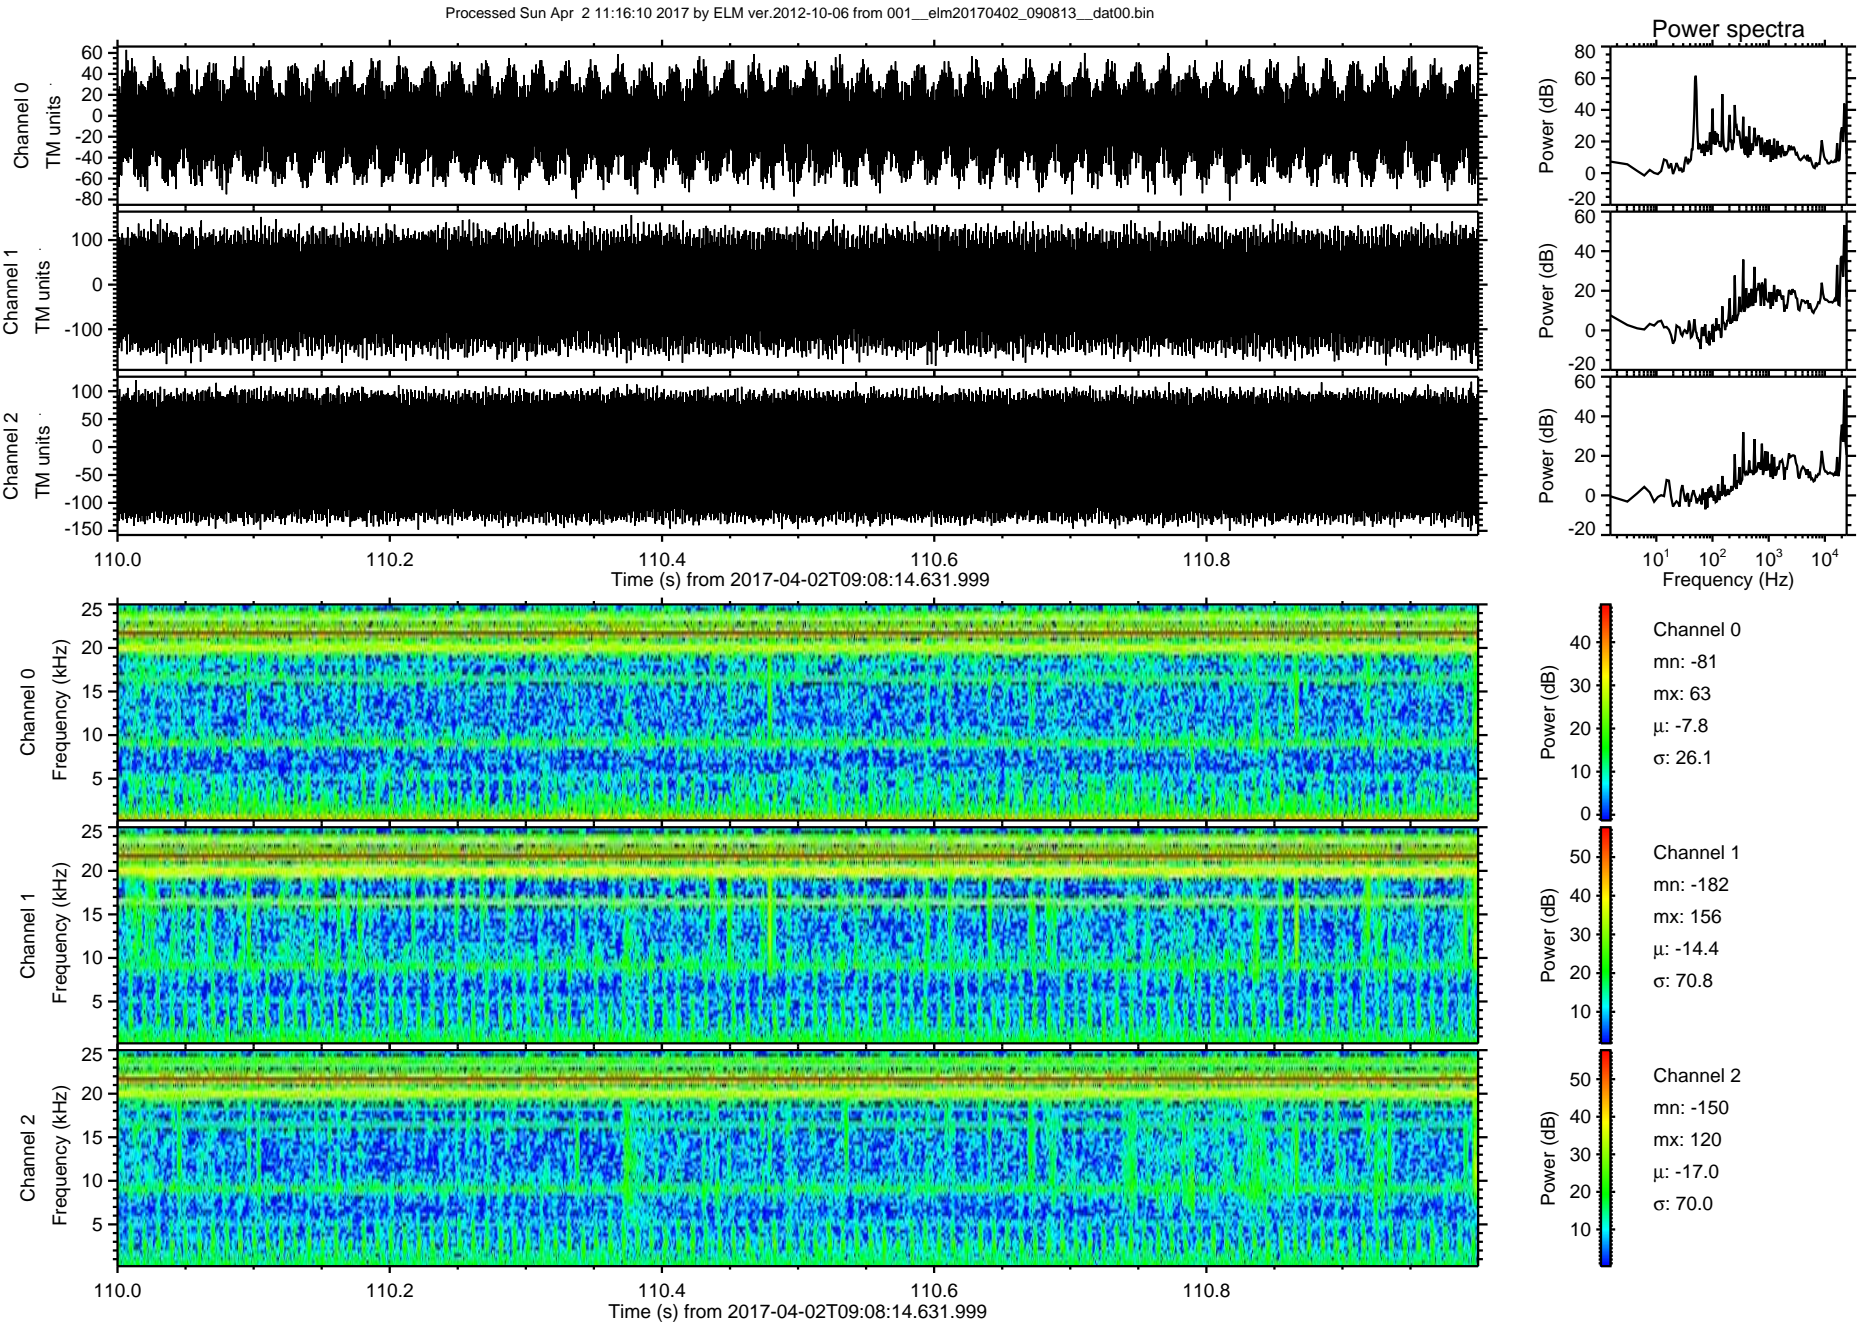 Processed Sun Apr  2 11:16:10 2017 by ELM ver.2012-10-06 from 001__elm20170402_090813__dat00.bin
Power spectra
Channel 0
TM units
60
40
20
0
-20
-40
-60
-80
Power (dB)
80
60
40
20
0
-20
Channel 1
TM units
100
0
-100
Power (dB)
60
40
20
0
-20
Channel 2
TM units
100
50
0
-50
-100
-150
Power (dB)
60
40
20
0
-20
110.0 110.2 110.4 110.6 110.8
Time (s) from 2017-04-02T09:08:14.631.999
10¹ 10² 10³ 10⁴
Frequency (Hz)
Channel 0
Frequency (kHz)
25
20
15
10
5
Power (dB)
40
30
20
10
0
Channel 0
mn: -81
mx: 63
μ: -7.8
σ: 26.1
Channel 1
Frequency (kHz)
25
20
15
10
5
Power (dB)
50
40
30
20
10
Channel 1
mn: -182
mx: 156
μ: -14.4
σ: 70.8
Channel 2
Frequency (kHz)
25
20
15
10
5
Power (dB)
50
40
30
20
10
Channel 2
mn: -150
mx: 120
μ: -17.0
σ: 70.0
110.0 110.2 110.4 110.6 110.8
Time (s) from 2017-04-02T09:08:14.631.999